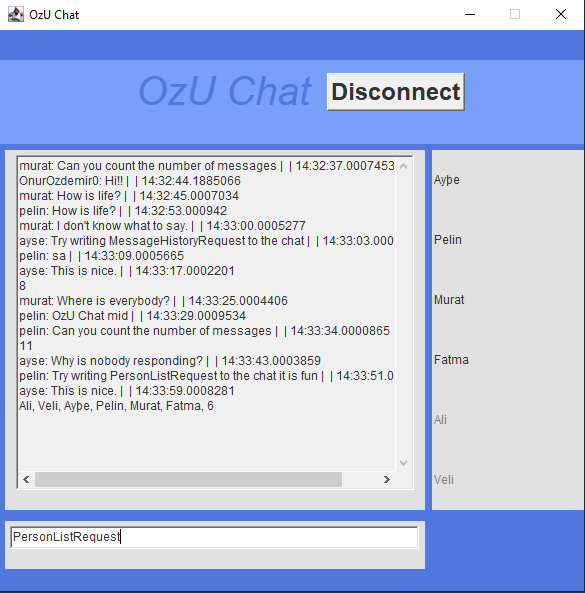 OzU Chat
OzU Chat Disconnect
murat: Can you count the number of messages | | 14:32:37.0007453
OnurOzdemir0: Hi!! | | 14:32:44.1885066
murat: How is life? | | 14:32:45.0007034
pelin: How is life? | | 14:32:53.000942
murat: I don't know what to say. | | 14:33:00.0005277
ayse: Try writing MessageHistoryRequest to the chat | | 14:33:03.000
pelin: sa | | 14:33:09.0005665
ayse: This is nice. | | 14:33:17.0002201
8
murat: Where is everybody? | | 14:33:25.0004406
pelin: OzU Chat mid | | 14:33:29.0009534
pelin: Can you count the number of messages | | 14:33:34.0000865
11
ayse: Why is nobody responding? | | 14:33:43.0003859
pelin: Try writing PersonListRequest to the chat it is fun | | 14:33:51.0
ayse: This is nice. | | 14:33:59.0008281
Ali, Veli, Ayþe, Pelin, Murat, Fatma, 6
Ayþe
Pelin
Murat
Fatma
Ali
Veli
PersonListRequest